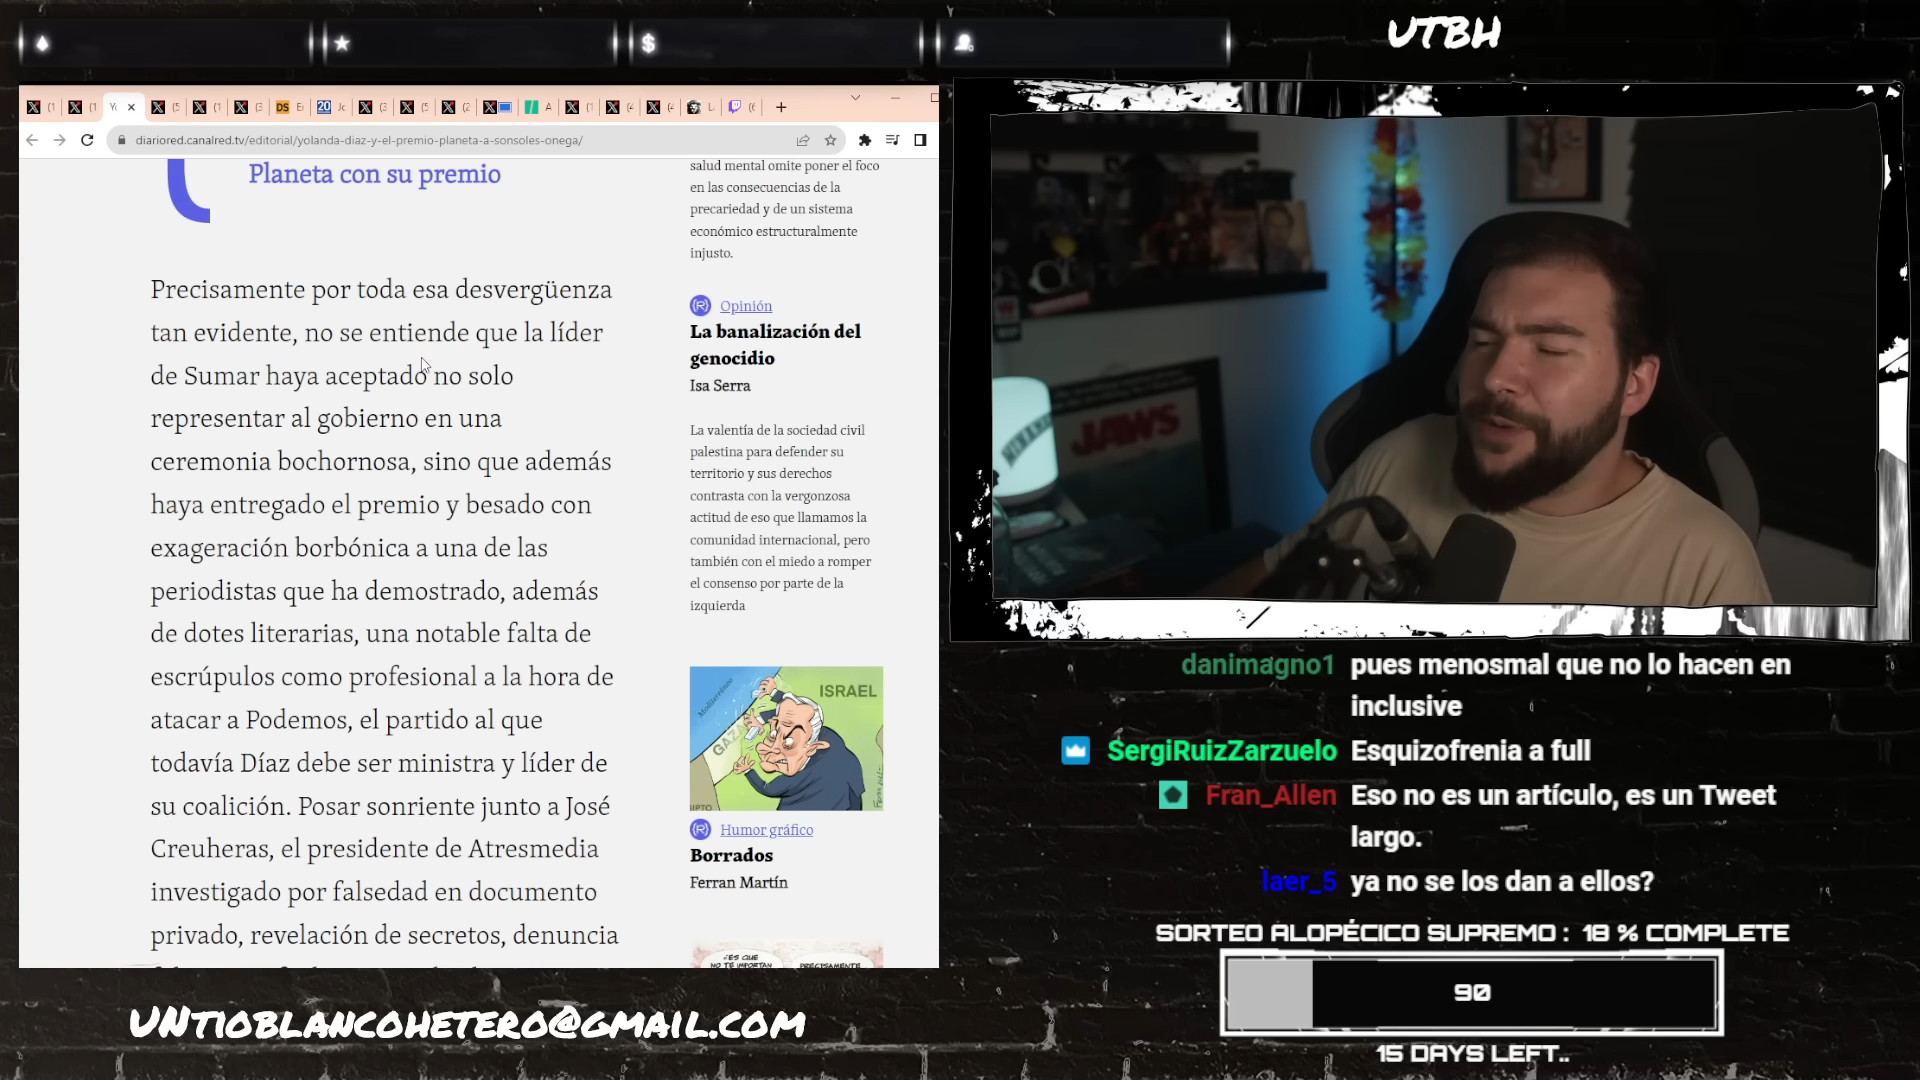 UTBH
diariored.canalred.tv/editorial/yolanda-diaz-y-el-premio-planeta-a-sonsoles-onega/
Planeta con su premio
Precisamente por toda esa desvergüenza
tan evidente, no se entiende que la líder
de Sumar haya aceptado no solo
representar al gobierno en una
ceremonia bochornosa, sino que además
haya entregado el premio y besado con
exageración borbónica a una de las
periodistas que ha demostrado, además
de dotes literarias, una notable falta de
escrúpulos como profesional a la hora de
atacar a Podemos, el partido al que
todavía Díaz debe ser ministra y líder de
su coalición. Posar sonriente junto a José
Creuheras, el presidente de Atresmedia
investigado por falsedad en documento
privado, revelación de secretos, denuncia
salud mental omite poner el foco
en las consecuencias de la
precariedad y de un sistema
económico estructuralmente
injusto.
Opinión
La banalización del
genocidio
Isa Serra
La valentía de la sociedad civil
palestina para defender su
territorio y sus derechos
contrasta con la vergonzosa
actitud de eso que llamamos la
comunidad internacional, pero
también con el miedo a romper
el consenso por parte de la
izquierda
Mediterráneo
ISRAEL
GAZA
Humor gráfico
Borrados
Ferran Martín
¿ES QUE
NO TE IMPORTAN
PRECISAMENTE
JAWS
danimagno1 pues menosmal que no lo hacen en
inclusive
SergiRuizZarzuelo Esquizofrenia a full
Fran_Allen Eso no es un artículo, es un Tweet
largo.
laer_5 ya no se los dan a ellos?
SORTEO ALOPÉCICO SUPREMO : 18 % COMPLETE
90
15 DAYS LEFT..
UNTIOBLANCOHETERO@GMAIL.COM